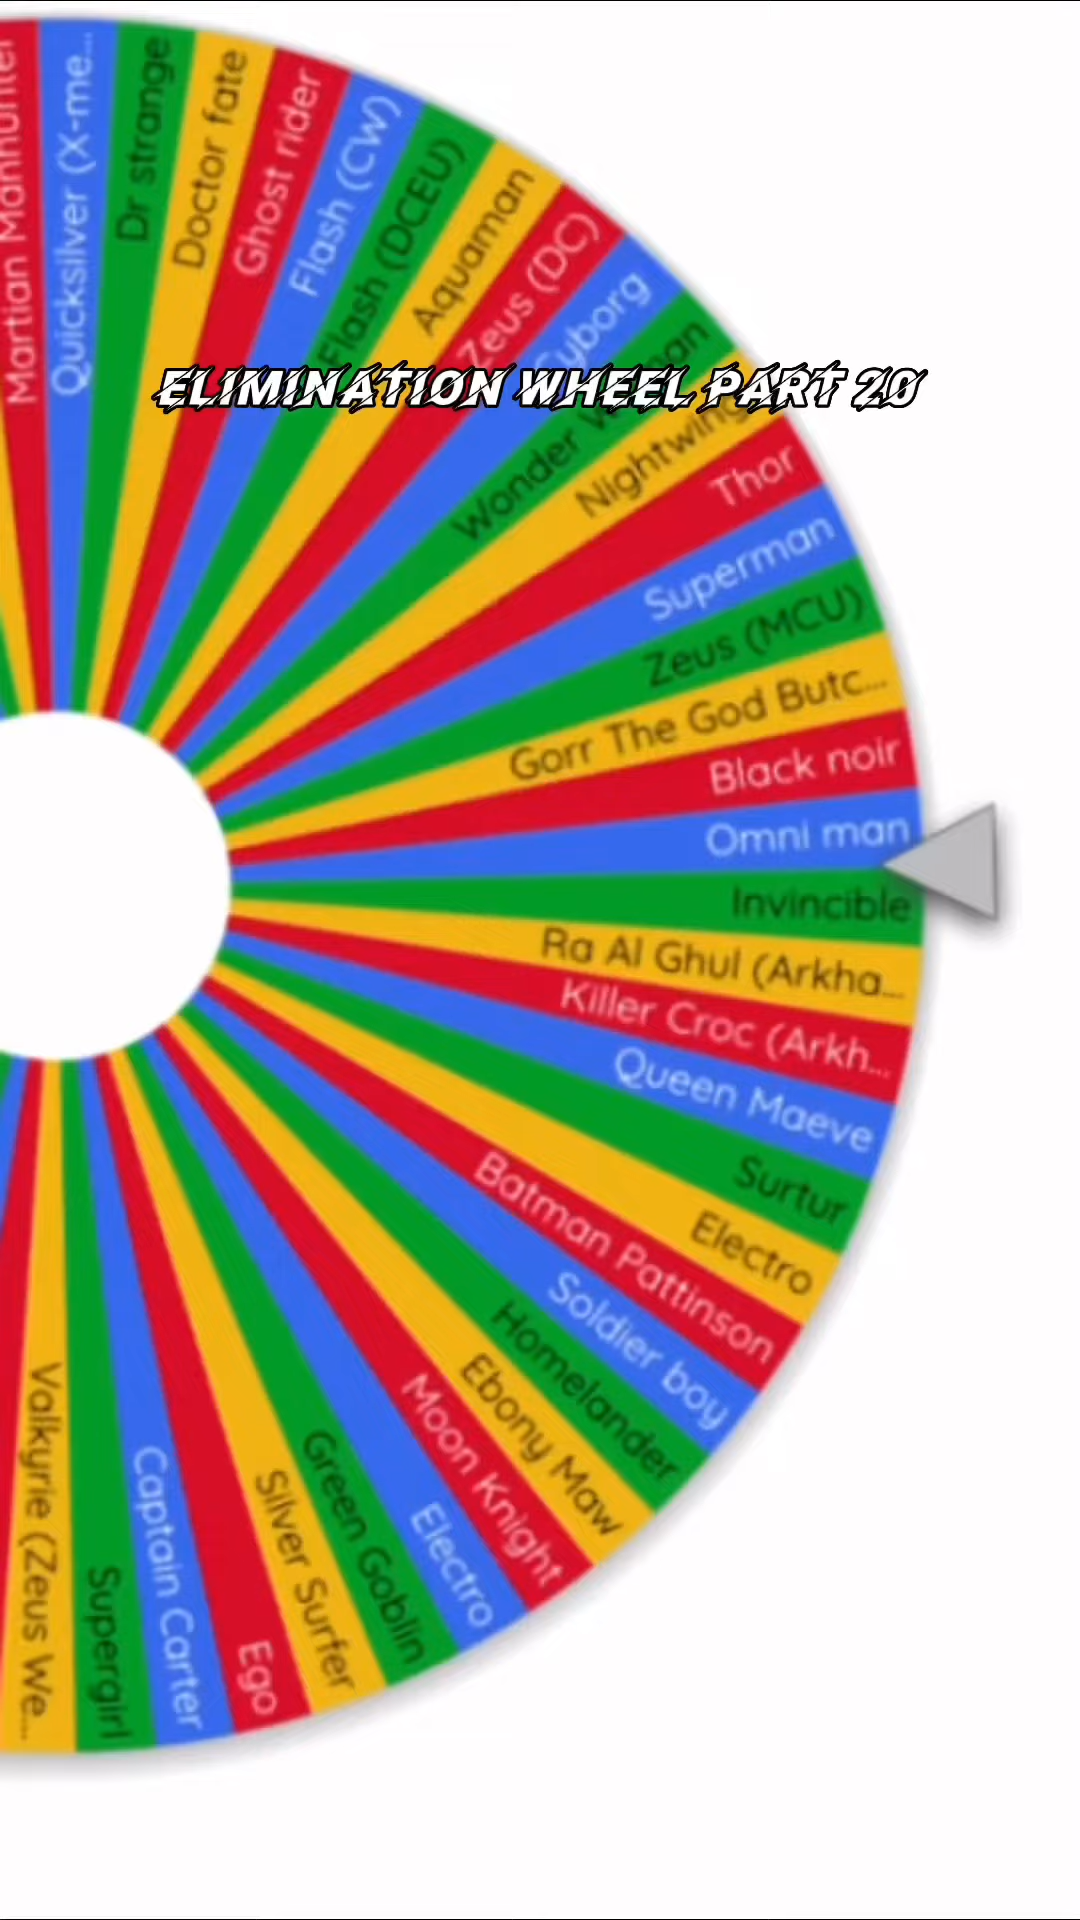 Martian Manhunter
Quicksilver (X-me...
Dr strange
Doctor fate
Ghost rider
Flash (CW)
Flash (DCEU)
Aquaman
Zeus (DC)
Cyborg
ELIMINATION WHEEL PART 20
Wonder Woman
Nightwing
Thor
Superman
Zeus (MCU)
Gorr The God Butc...
Black noir
Omni man
Invincible
Ra Al Ghul (Arkha...
Killer Croc (Arkh...
Queen Maeve
Surtur
Electro
Batman Pattinson
Soldier boy
Homelander
Ebony Maw
Moon Knight
Electro
Green Goblin
Silver Surfer
Ego
Captain Carter
Supergirl
Valkyrie (Zeus We...